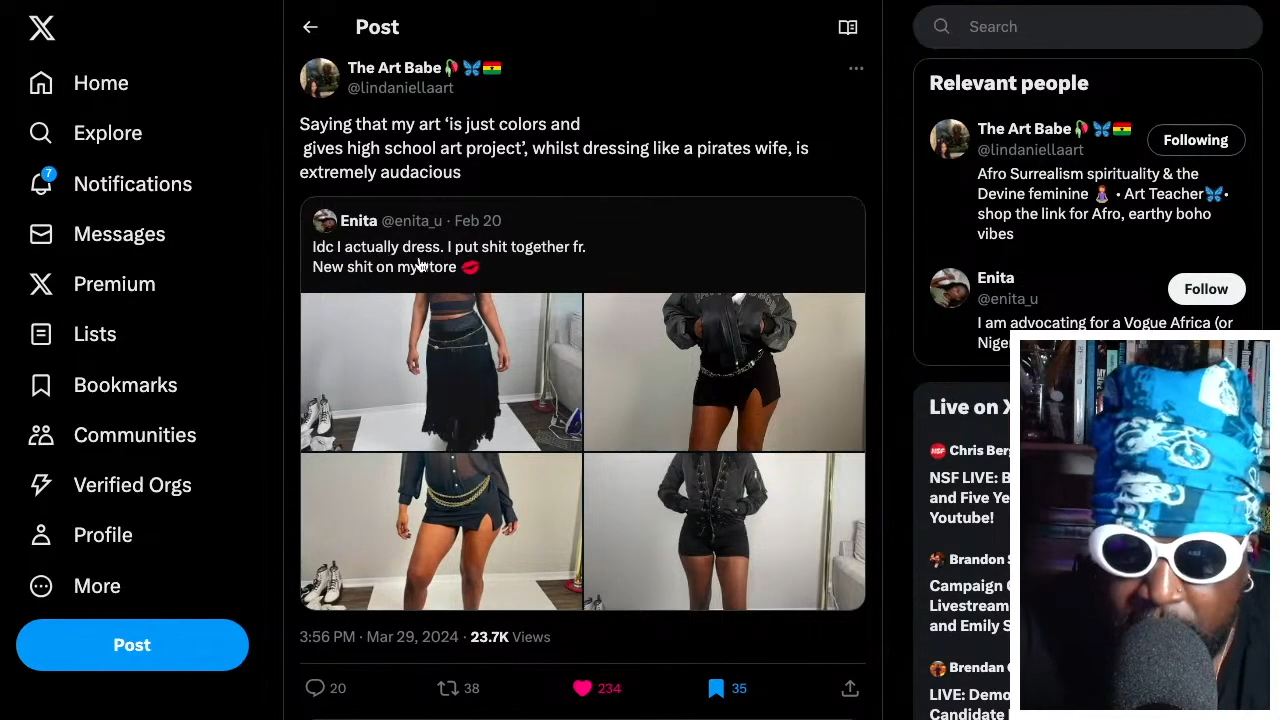 Home
Explore
7
Notifications
Messages
Premium
Lists
Bookmarks
Communities
Verified Orgs
Profile
More
Post
Post
The Art Babe
@lindaniellaart
Saying that my art ‘is just colors and
gives high school art project’, whilst dressing like a pirates wife, is
extremely audacious
Enita @enita_u · Feb 20
Idc I actually dress. I put shit together fr.
New shit on my store
3:56 PM · Mar 29, 2024 · 23.7K Views
20
38
234
35
Search
Relevant people
The Art Babe
@lindaniellaart
Following
Afro Surrealism spirituality & the
Devine feminine • Art Teacher •
shop the link for Afro, earthy boho
vibes
Enita
@enita_u
Follow
I am advocating for a Vogue Africa (or
Live on X
NSF
Chris
NSF LIVE:
and Five
Youtube!
Brandon
Campaign
Livestream
and Emily
Brendan
LIVE:
Candidate